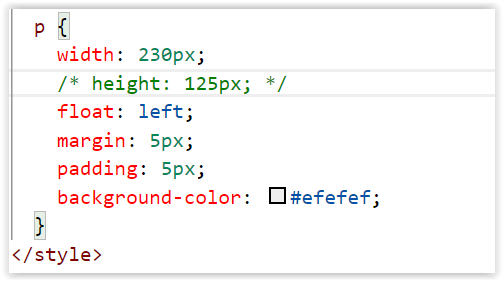 p {
width: 230px;
/* height: 125px; */
float: left;
margin: 5px;
padding: 5px;
background-color: #efefef;
}
</style>